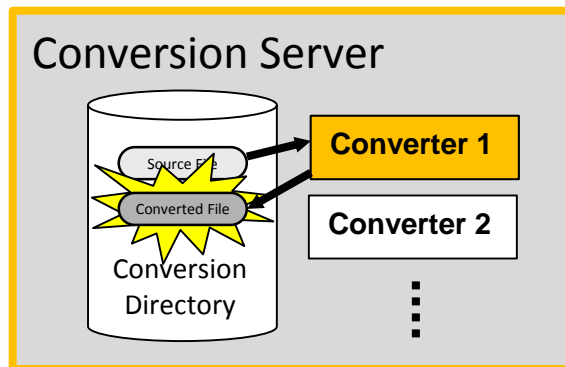 Conversion Server
Source File
Converter 1
Converted File
Converter 2
Conversion
Directory